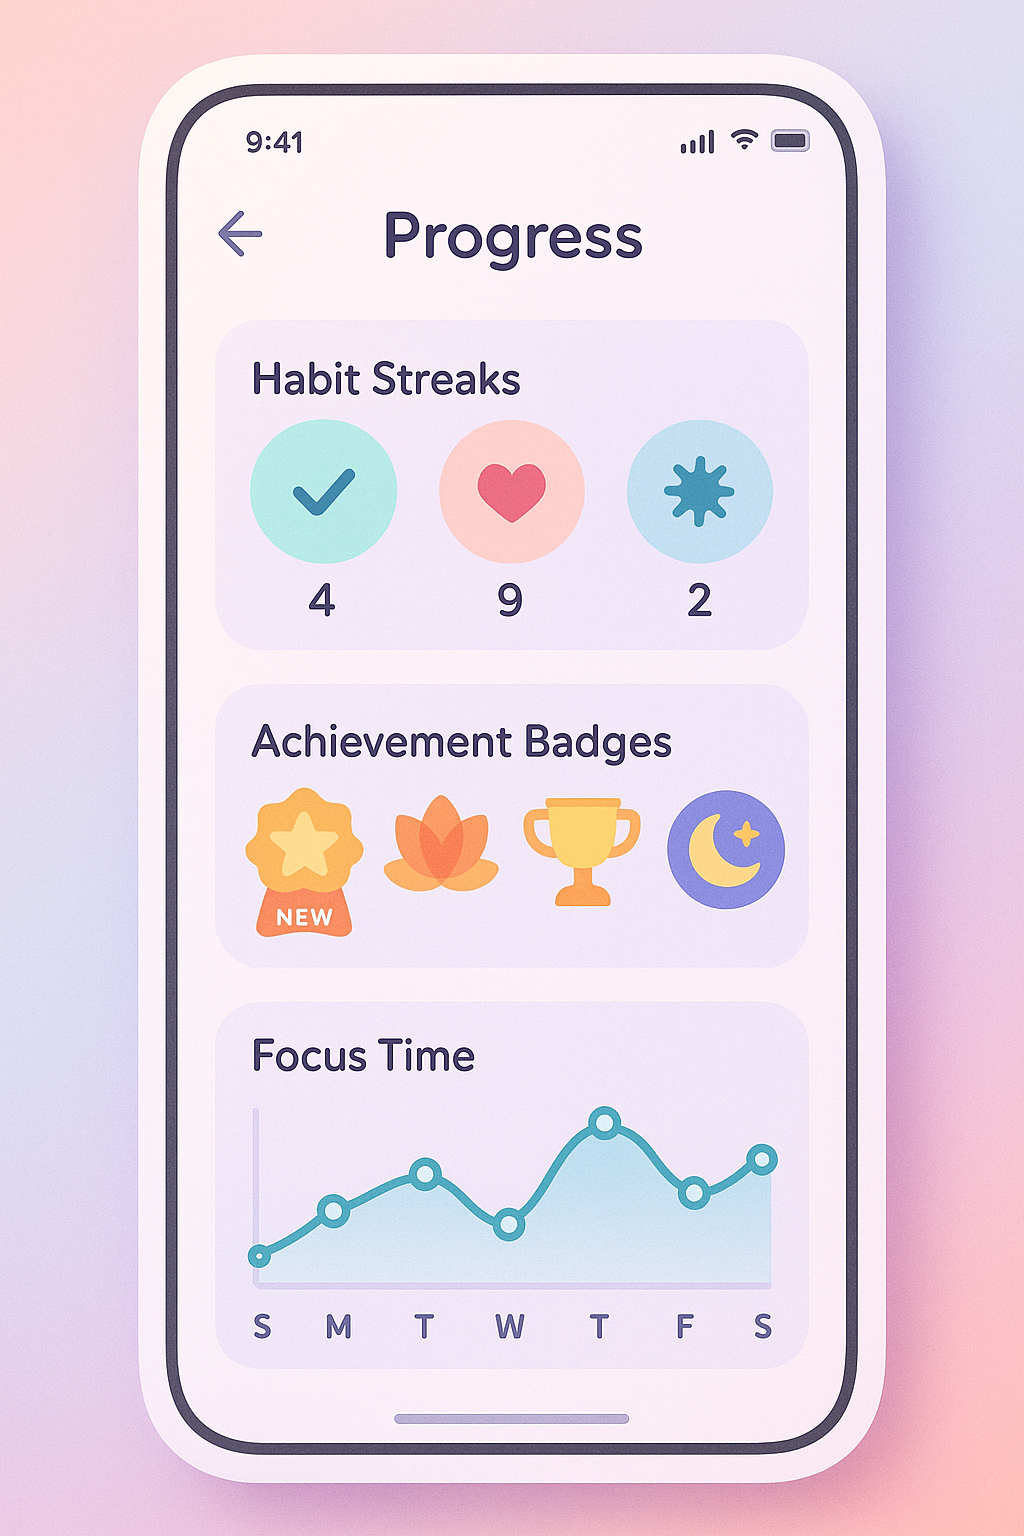 9:41
Progress
Habit Streaks
4 9 2
Achievement Badges
NEW
Focus Time
S M T W T F S